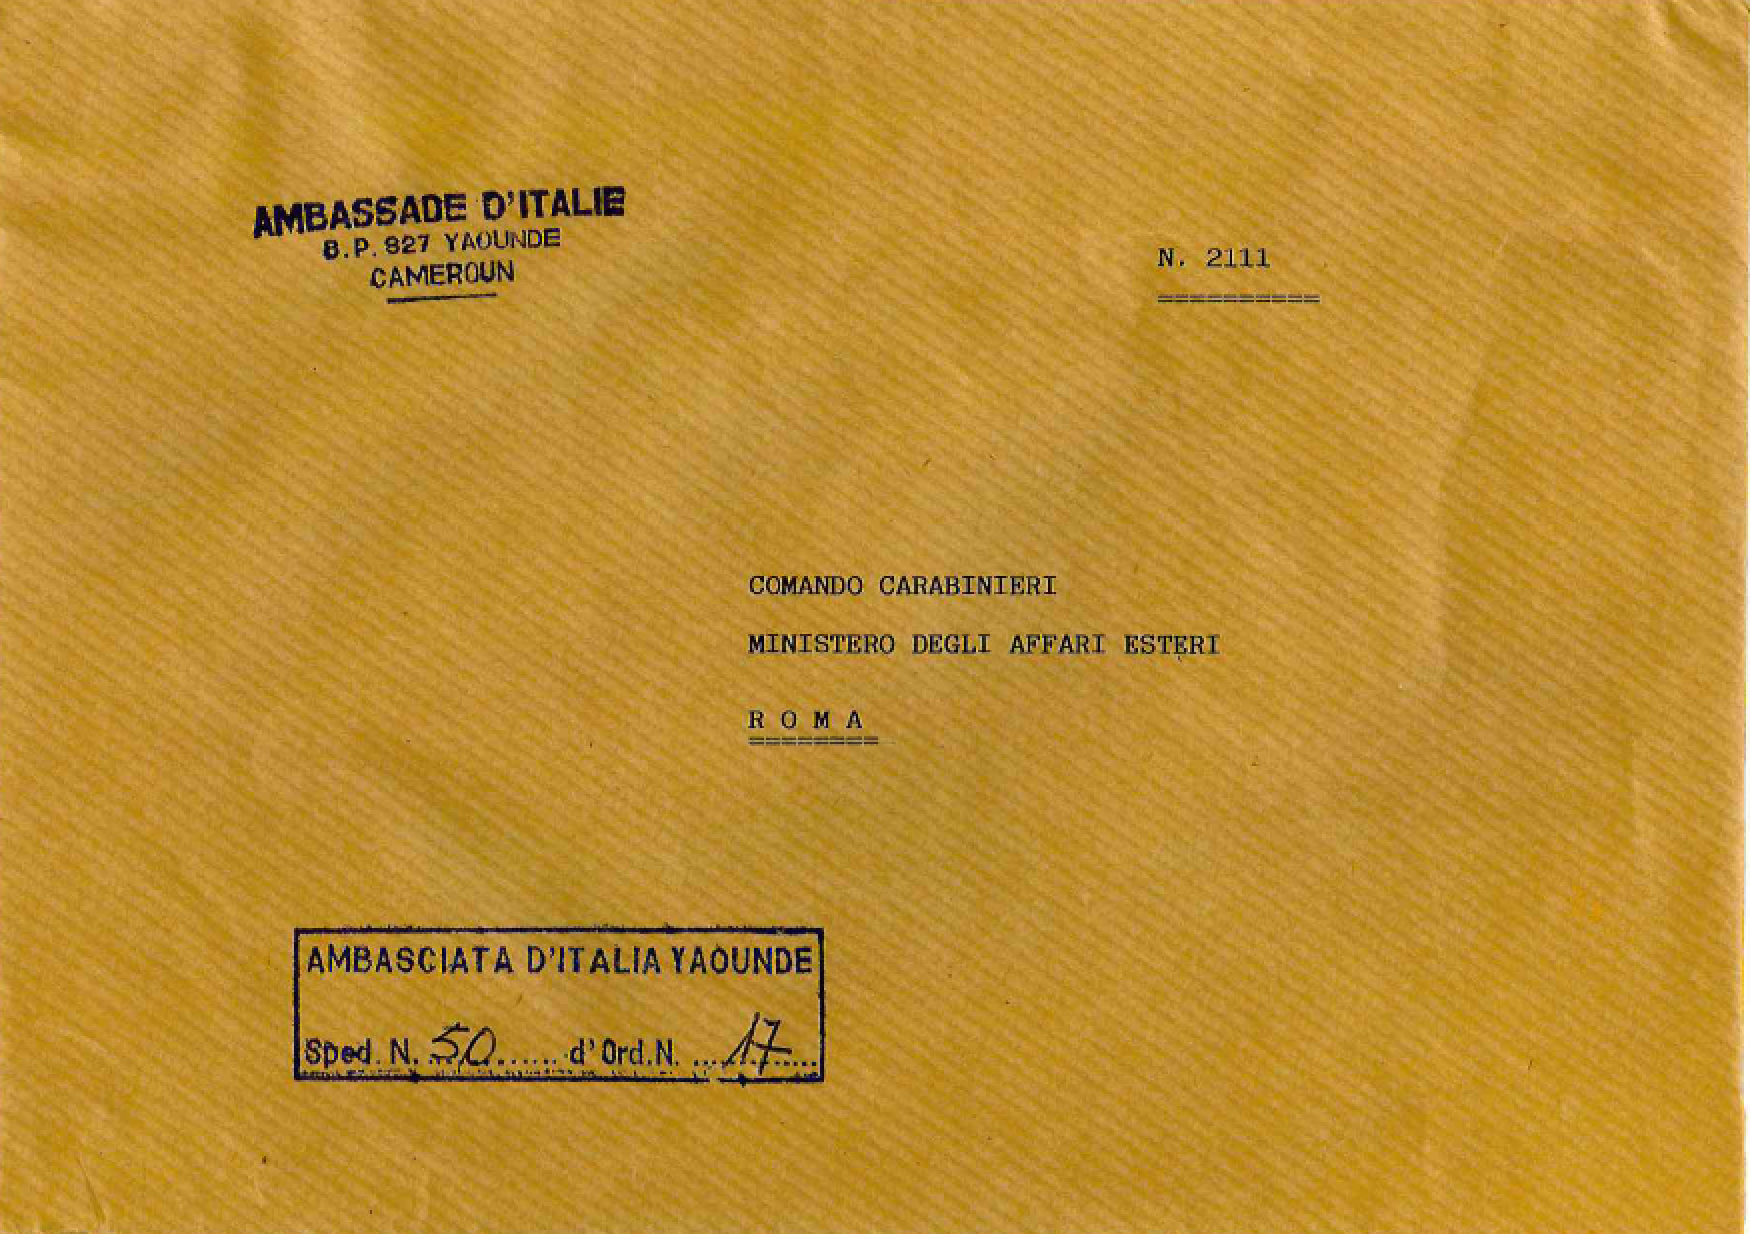 AMBASSADE D'ITALIE
B.P. 827 YAOUNDE
CAMEROUN
N. 2111
==========
COMANDO CARABINIERI
MINISTERO DEGLI AFFARI ESTERI
R O M A
========
AMBASCIATA D'ITALIA YAOUNDE
Sped. N. 50 d' Ord. N. 17